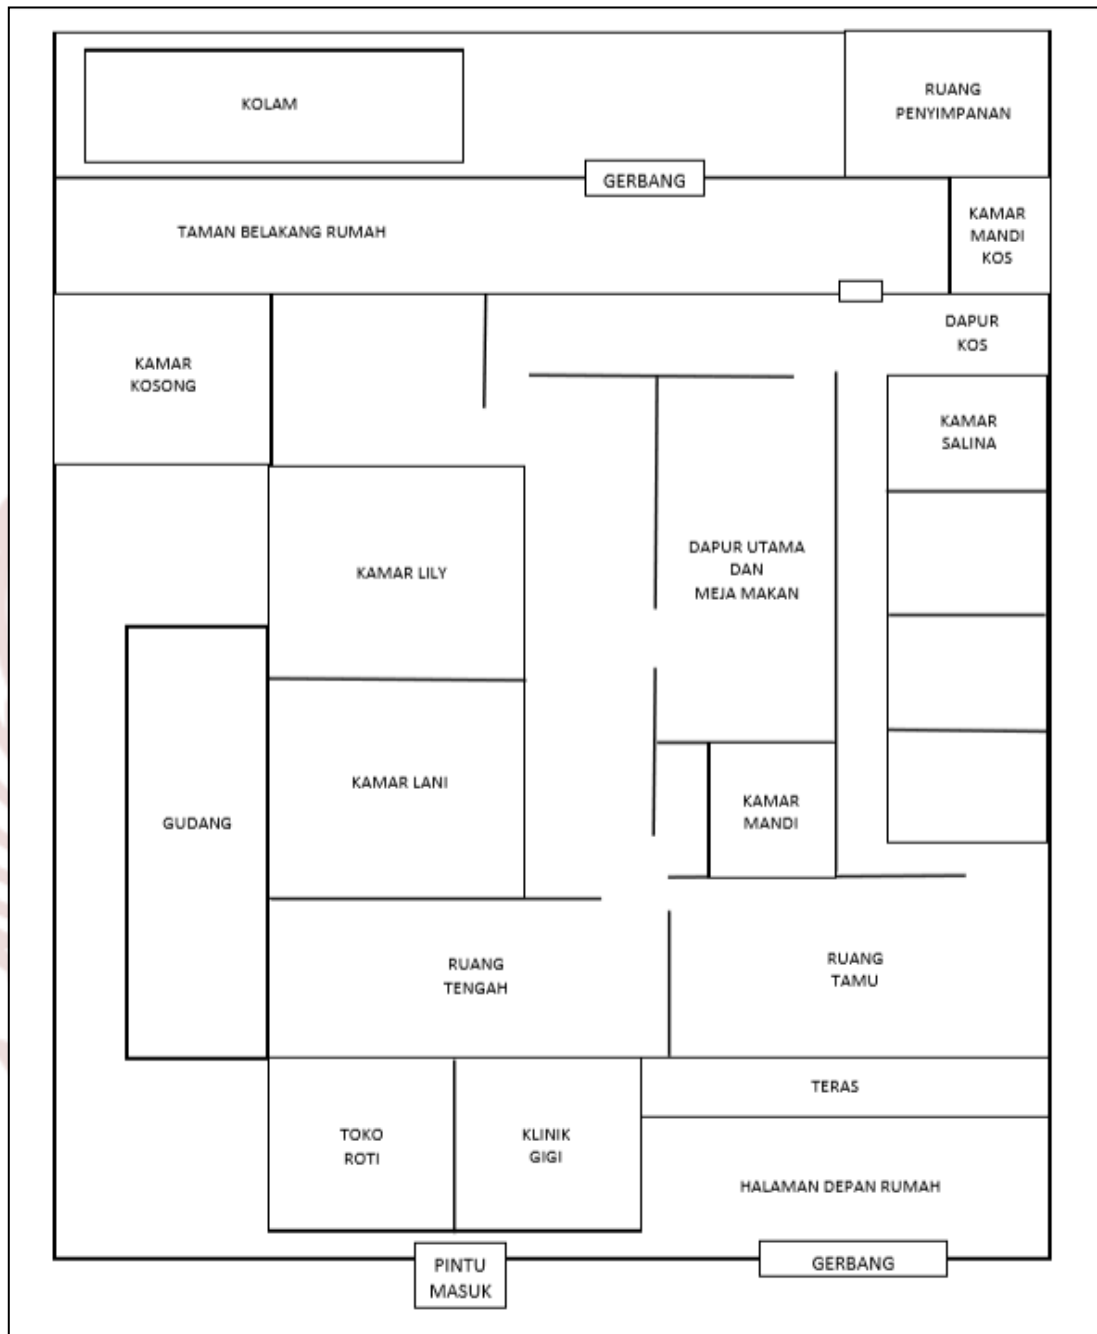 KOLAM
RUANG
PENYIMPANAN
GERBANG
TAMAN BELAKANG RUMAH
KAMAR
MANDI
KOS
KAMAR
KOSONG
DAPUR
KOS
KAMAR
SALINA
KAMAR LILY
DAPUR UTAMA
DAN
MEJA MAKAN
KAMAR LANI
GUDANG
KAMAR
MANDI
RUANG
TENGAH
RUANG
TAMU
TERAS
TOKO
ROTI
KLINIK
GIGI
HALAMAN DEPAN RUMAH
PINTU
MASUK
GERBANG